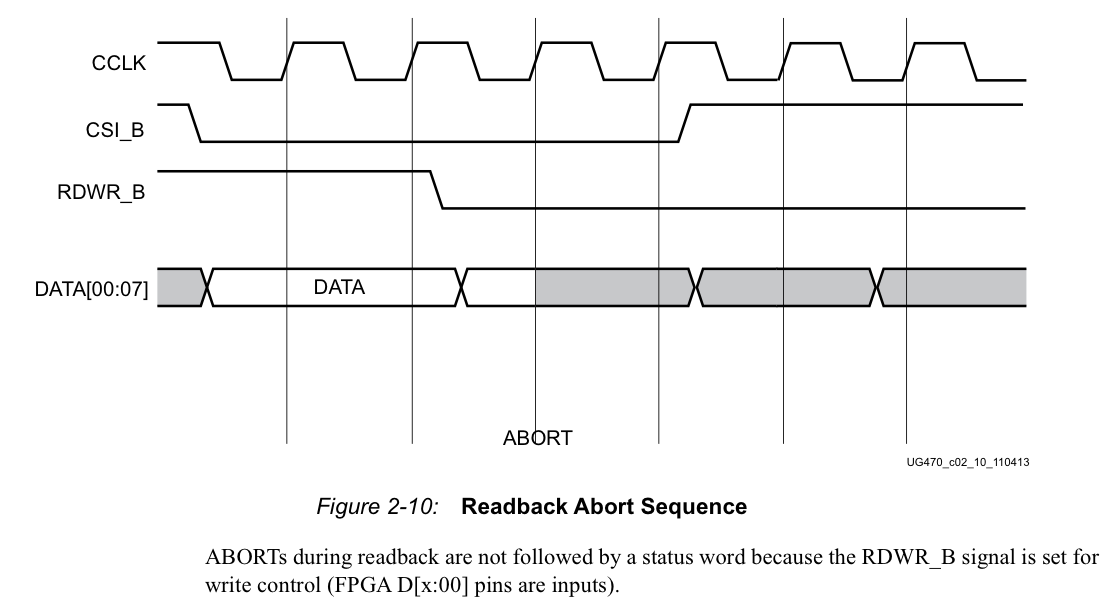 CCLK
CSI_B
RDWR_B
DATA[00:07]
DATA
ABORT
UG470_c02_10_110413
Figure 2-10: Readback Abort Sequence
ABORTs during readback are not followed by a status word because the RDWR_B signal is set for
write control (FPGA D[x:00] pins are inputs).